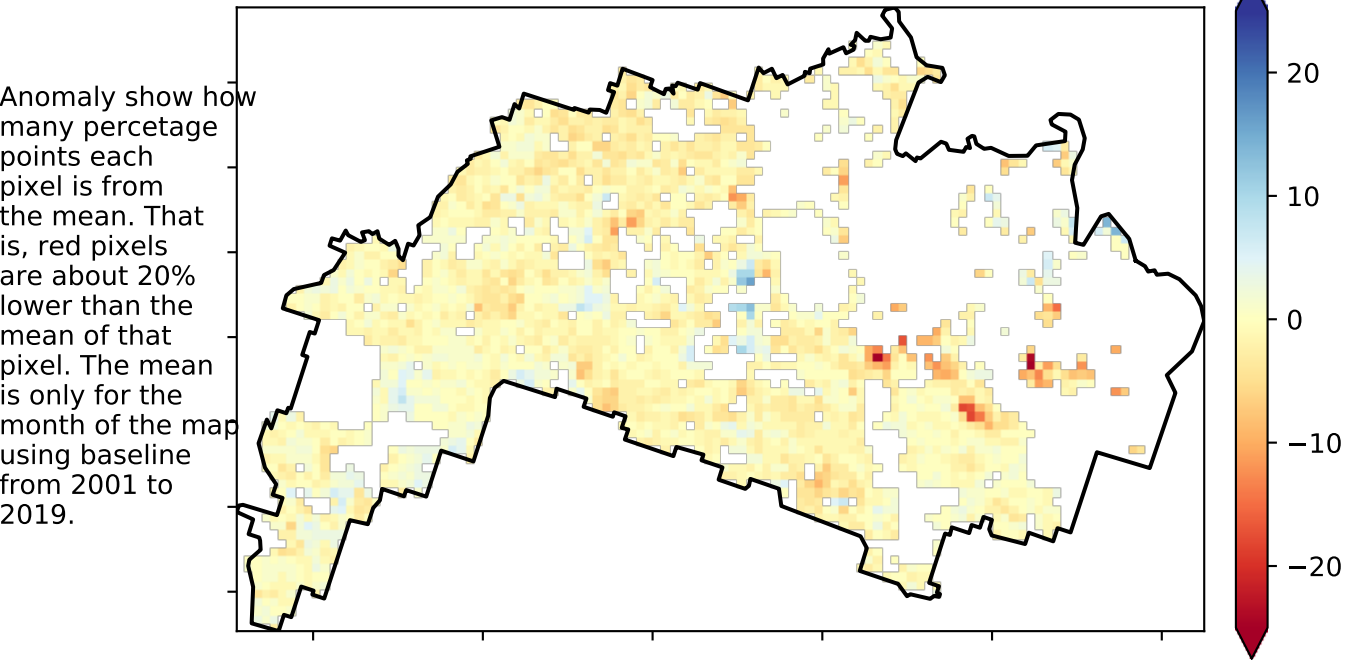 Anomaly show how
many percetage
points each
pixel is from
the mean. That
is, red pixels
are about 20%
lower than the
mean of that
pixel. The mean
is only for the
month of the map
using baseline
from 2001 to
2019.
20
10
0
−10
−20